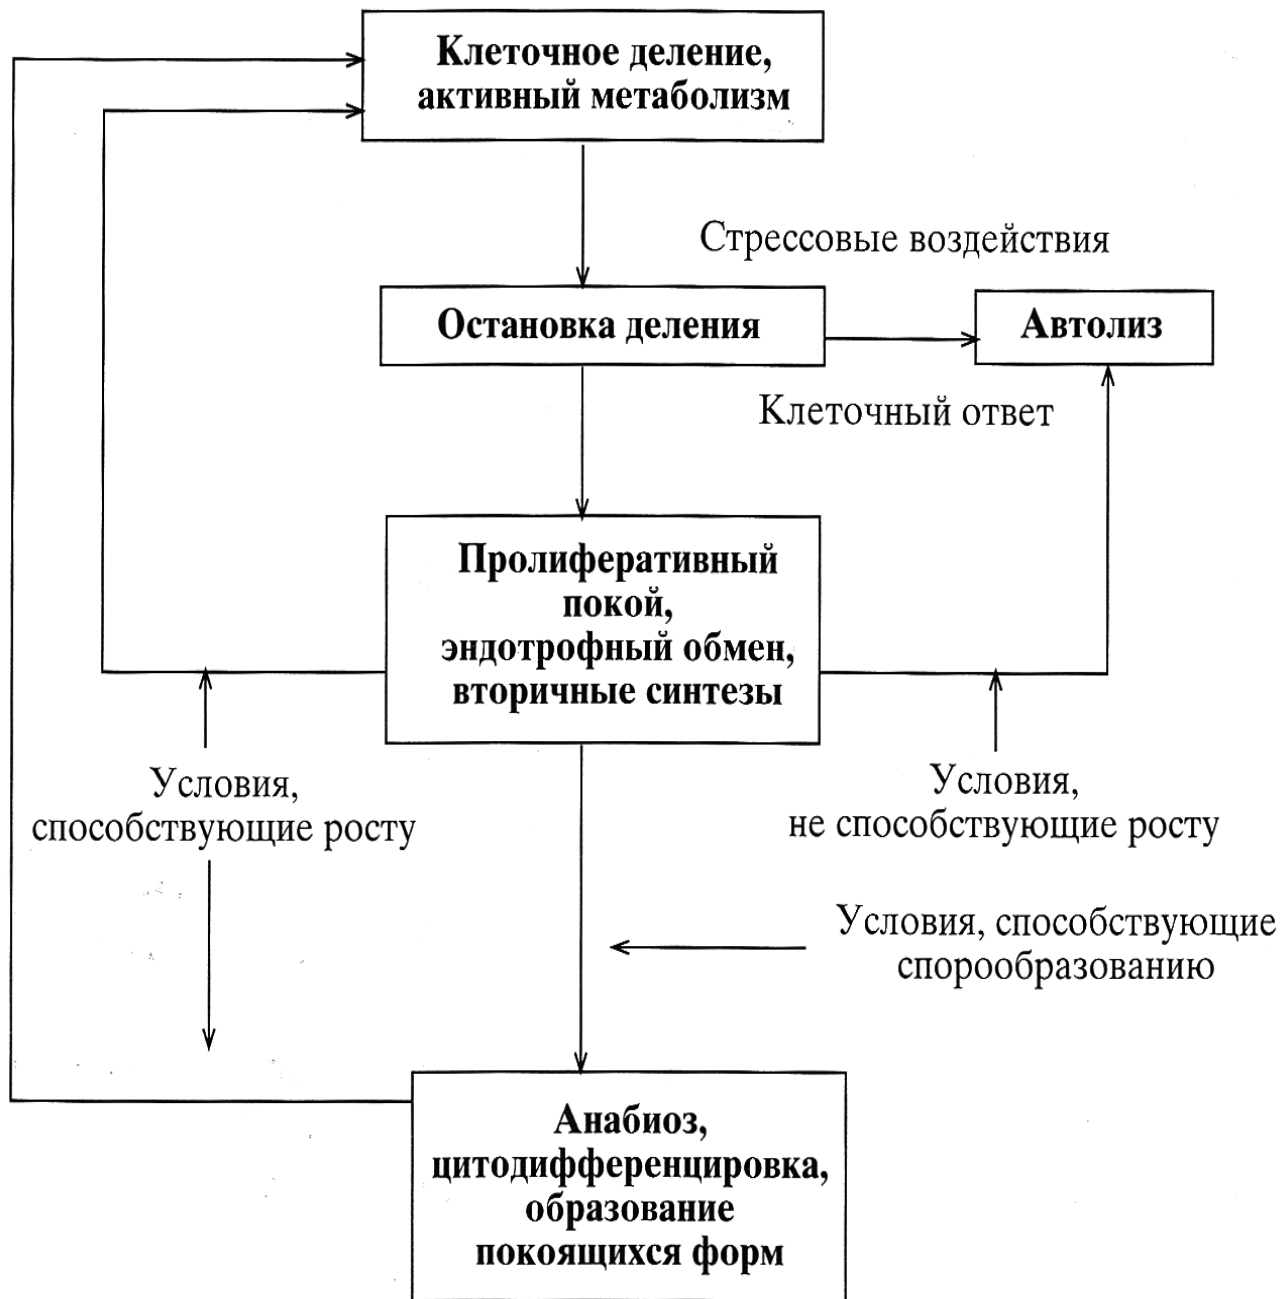 Клеточное деление,
активный метаболизм
Стрессовые воздействия
Остановка деления
Автолиз
Клеточный ответ
Пролиферативный
покой,
эндотрофный обмен,
вторичные синтезы
Условия,
способствующие росту
Условия,
не способствующие росту
Условия, способствующие
спорообразованию
Анабиоз,
цитодифференцировка,
образование
покоящихся форм